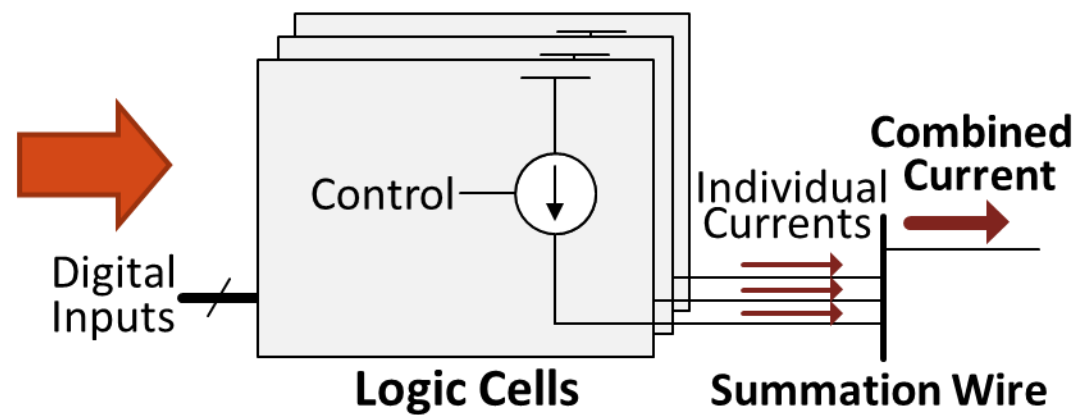 Combined
Current
Control
Individual
Currents
Digital
Inputs
Logic Cells
Summation Wire